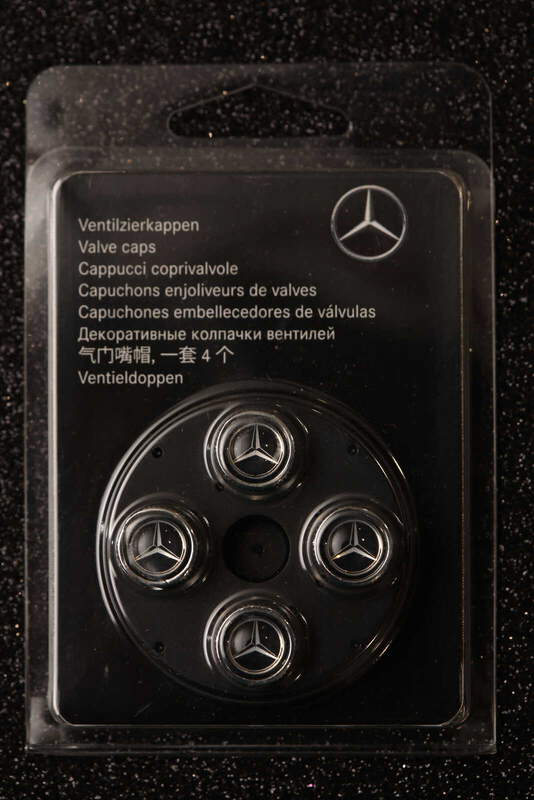 Ventilzierkappen
Valve caps
Cappucci coprivalvole
Capuchons enjoliveurs de valves
Capuchones embellecedores de válvulas
Декоративные колпачки вентилей
气门嘴帽, 一套 4 个
Ventieldoppen